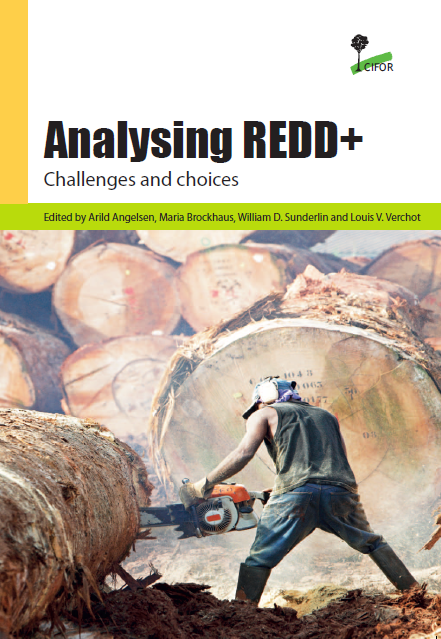 CIFOR
Analysing REDD+
Challenges and choices
Edited by Arild Angelsen, Maria Brockhaus, William D. Sunderlin and Louis V. Verchot